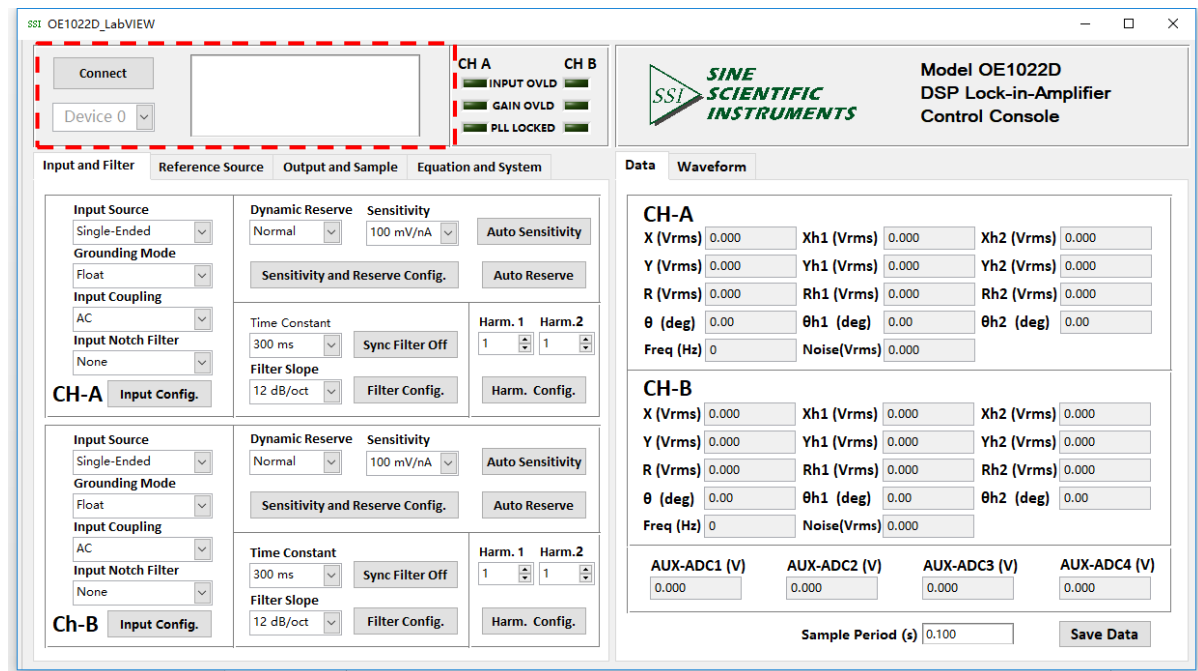 SSI OE1022D_LabVIEW
Connect
Device 0
CH A CH B
INPUT OVLD
GAIN OVLD
PLL LOCKED
SSI
SINE
SCIENTIFIC
INSTRUMENTS
Model OE1022D
DSP Lock-in-Amplifier
Control Console
Input and Filter Reference Source Output and Sample Equation and System
Input Source
Single-Ended
Grounding Mode
Float
Input Coupling
AC
Input Notch Filter
None
CH-A Input Config.
Dynamic Reserve Sensitivity
Normal 100 mV/nA Auto Sensitivity
Sensitivity and Reserve Config. Auto Reserve
Time Constant
300 ms Sync Filter Off
Filter Slope
12 dB/oct Filter Config.
Harm. 1 Harm.2
1 1
Harm. Config.
Input Source
Single-Ended
Grounding Mode
Float
Input Coupling
AC
Input Notch Filter
None
Ch-B Input Config.
Dynamic Reserve Sensitivity
Normal 100 mV/nA Auto Sensitivity
Sensitivity and Reserve Config. Auto Reserve
Time Constant
300 ms Sync Filter Off
Filter Slope
12 dB/oct Filter Config.
Harm. 1 Harm.2
1 1
Harm. Config.
Data Waveform
CH-A
X (Vrms) 0.000 Xh1 (Vrms) 0.000 Xh2 (Vrms) 0.000
Y (Vrms) 0.000 Yh1 (Vrms) 0.000 Yh2 (Vrms) 0.000
R (Vrms) 0.000 Rh1 (Vrms) 0.000 Rh2 (Vrms) 0.000
θ (deg) 0.00 θh1 (deg) 0.00 θh2 (deg) 0.00
Freq (Hz) 0 Noise(Vrms) 0.000
CH-B
X (Vrms) 0.000 Xh1 (Vrms) 0.000 Xh2 (Vrms) 0.000
Y (Vrms) 0.000 Yh1 (Vrms) 0.000 Yh2 (Vrms) 0.000
R (Vrms) 0.000 Rh1 (Vrms) 0.000 Rh2 (Vrms) 0.000
θ (deg) 0.00 θh1 (deg) 0.00 θh2 (deg) 0.00
Freq (Hz) 0 Noise(Vrms) 0.000
AUX-ADC1 (V) AUX-ADC2 (V) AUX-ADC3 (V) AUX-ADC4 (V)
0.000 0.000 0.000 0.000
Sample Period (s) 0.100 Save Data